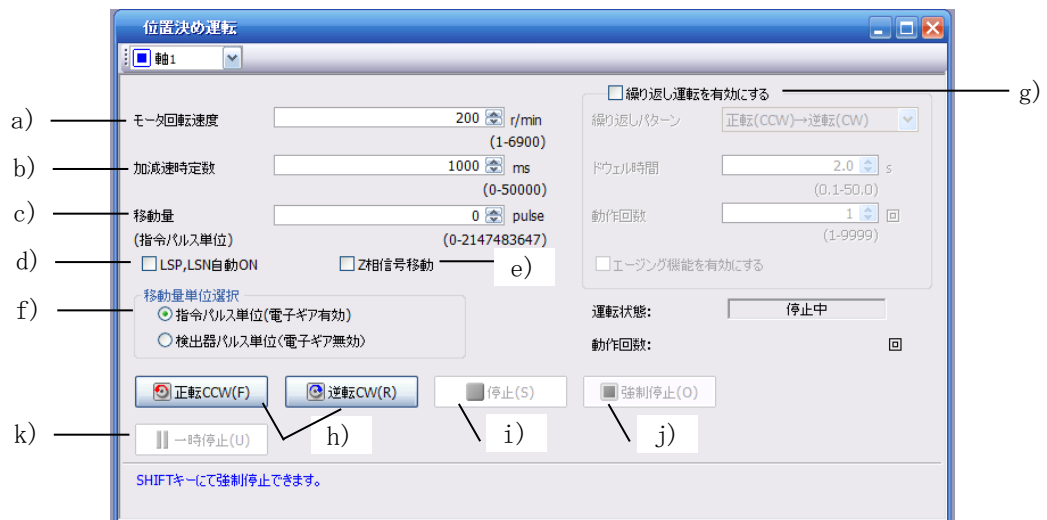 位置決め運転
軸1
繰り返し運転を有効にする
g)
a)
モータ回転速度
200
r/min
(1-6900)
繰り返しパターン
正転(CCW)→逆転(CW)
b)
加減速時定数
1000
ms
(0-50000)
ドウェル時間
2.0
s
(0.1-50.0)
c)
移動量
0
pulse
(指令パルス単位)
(0-2147483647)
動作回数
1
回
(1-9999)
d)
LSP,LSN自動ON
Z相信号移動
e)
エージング機能を有効にする
f)
移動量単位選択
指令パルス単位(電子ギア有効)
検出器パルス単位(電子ギア無効)
運転状態:
停止中
動作回数:
回
正転CCW(F)
逆転CW(R)
停止(S)
強制停止(O)
k)
一時停止(U)
h)
i)
j)
SHIFTキーにて強制停止できます。